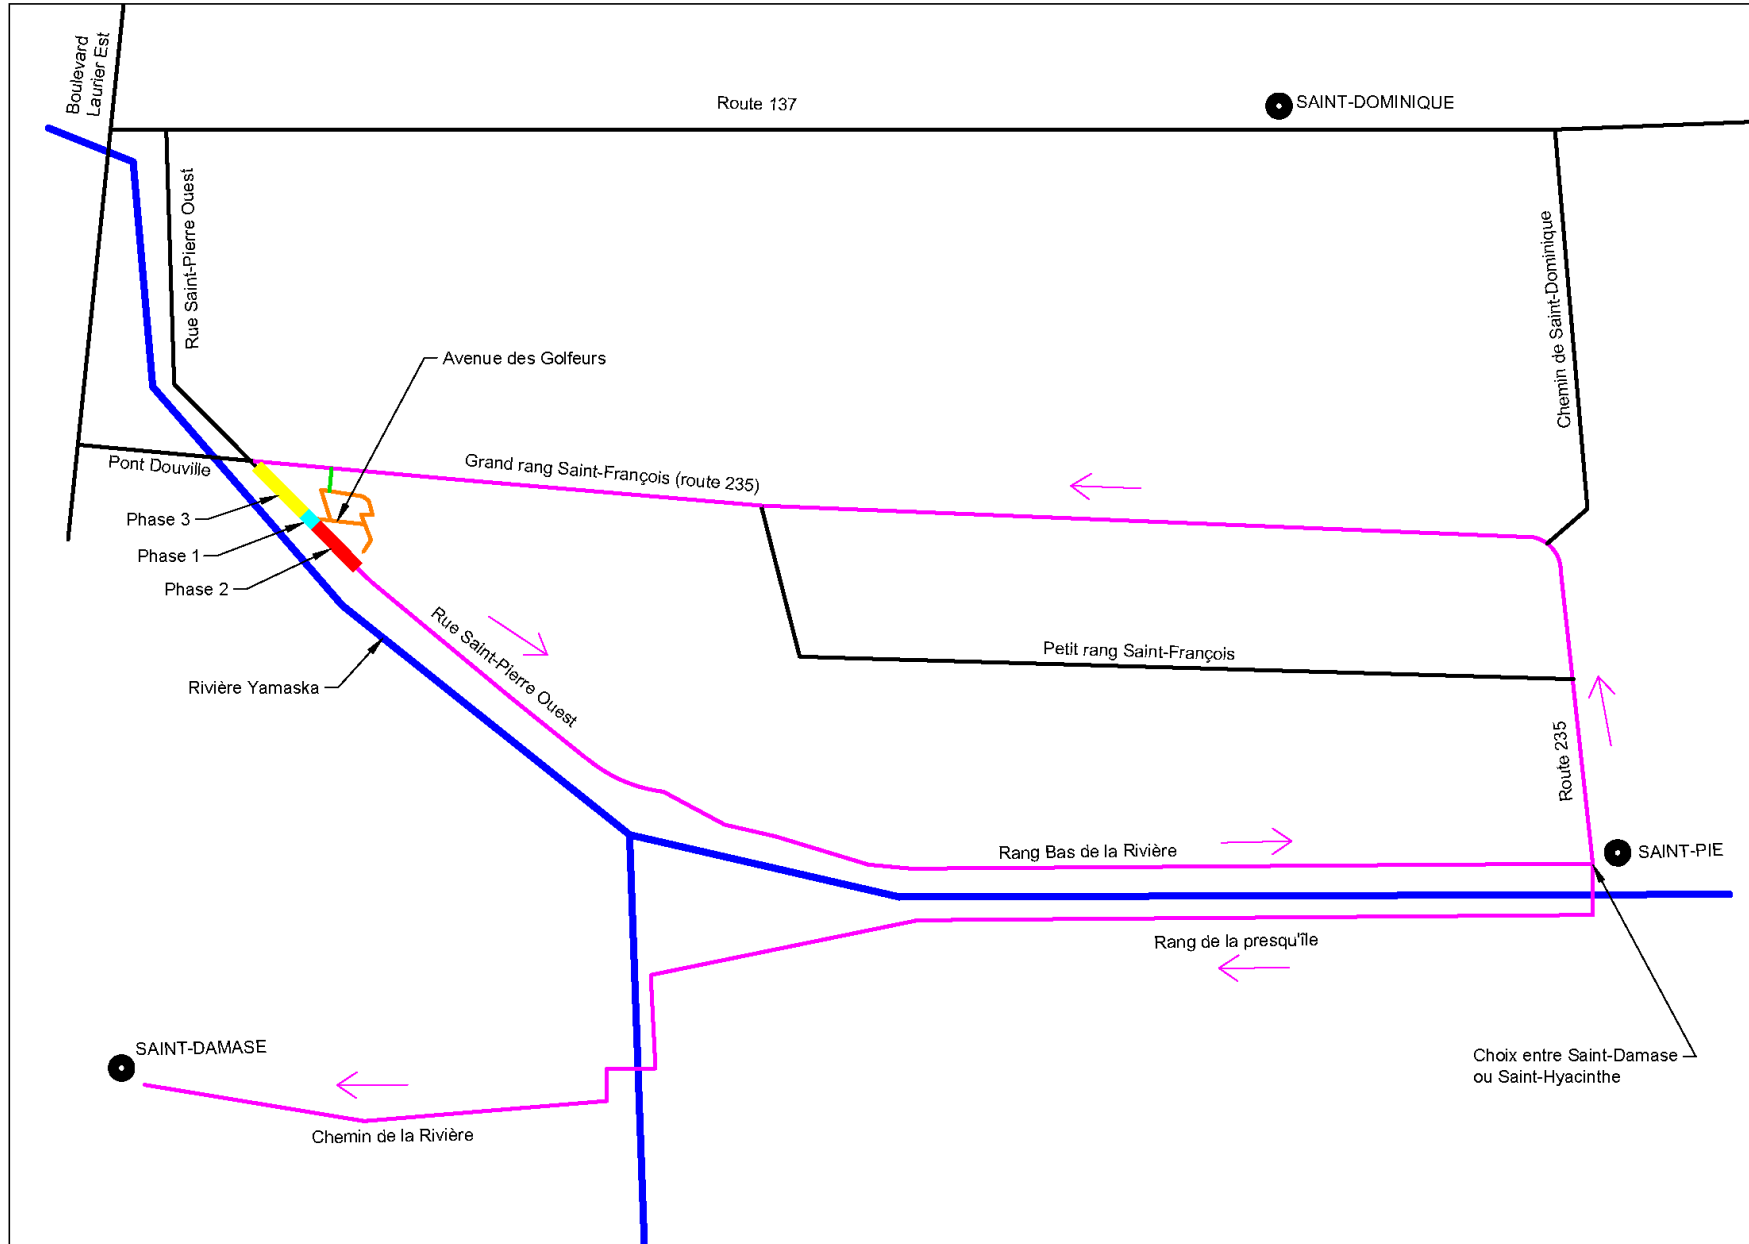 Boulevard
Laurier Est
Route 137
SAINT-DOMINIQUE
Rue Saint-Pierre Ouest
Chemin de Saint-Dominique
Avenue des Golfeurs
Pont Douville
Grand rang Saint-François (route 235)
Phase 3
Phase 1
Phase 2
Rue Saint-Pierre Ouest
Petit rang Saint-François
Rivière Yamaska
Route 235
Rang Bas de la Rivière
SAINT-PIE
Rang de la presqu'île
SAINT-DAMASE
Choix entre Saint-Damase
ou Saint-Hyacinthe
Chemin de la Rivière